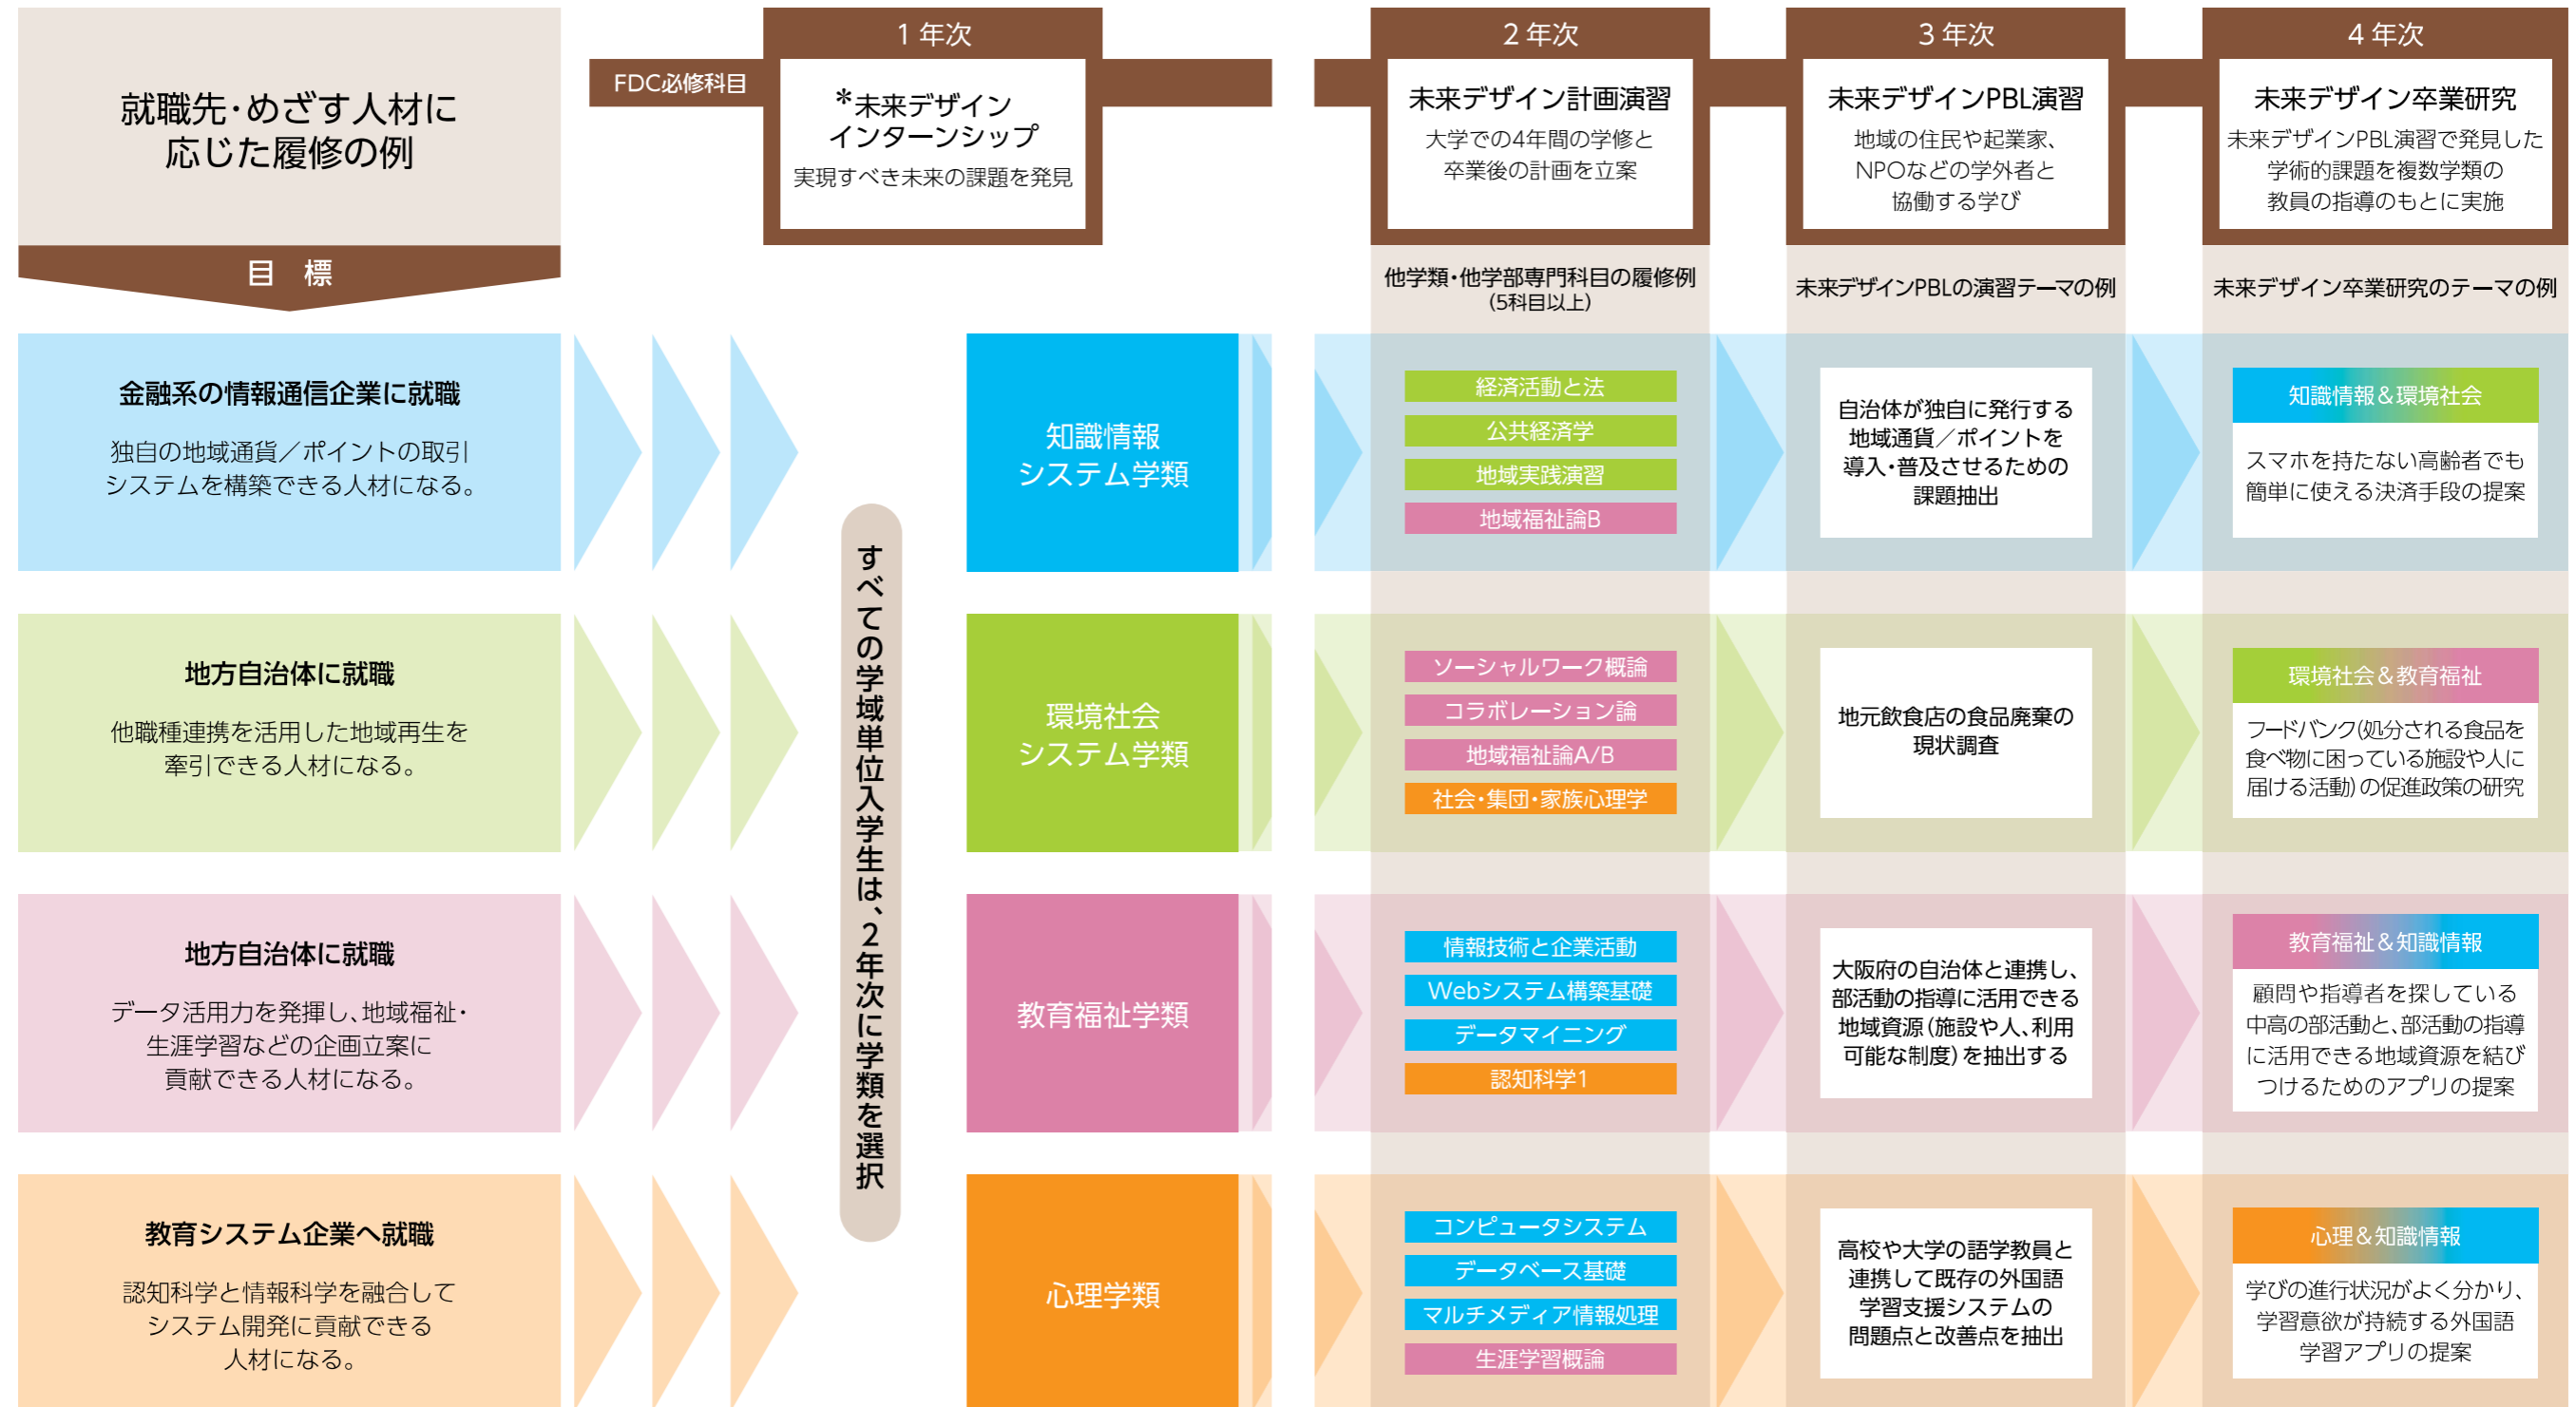 就職先・めざす人材に
応じた履修の例
目 標
FDC必修科目
1 年次
*未来デザイン
インターンシップ
実現すべき未来の課題を発見
2 年次
未来デザイン計画演習
大学での4年間の学修と
卒業後の計画を立案
3 年次
未来デザインPBL演習
地域の住民や起業家、
NPOなどの学外者と
協働する学び
4 年次
未来デザイン卒業研究
未来デザインPBL演習で発見した
学術的課題を複数学類の
教員の指導のもとに実施
他学類・他学部専門科目の履修例
(5科目以上)
未来デザインPBLの演習テーマの例
未来デザイン卒業研究のテーマの例
すべての学域単位入学生は、2年次に学類を選択
金融系の情報通信企業に就職
独自の地域通貨／ポイントの取引
システムを構築できる人材になる。
知識情報
システム学類
経済活動と法
公共経済学
地域実践演習
地域福祉論B
自治体が独自に発行する
地域通貨／ポイントを
導入・普及させるための
課題抽出
知識情報＆環境社会
スマホを持たない高齢者でも
簡単に使える決済手段の提案
地方自治体に就職
他職種連携を活用した地域再生を
牽引できる人材になる。
環境社会
システム学類
ソーシャルワーク概論
コラボレーション論
地域福祉論A/B
社会・集団・家族心理学
地元飲食店の食品廃棄の
現状調査
環境社会＆教育福祉
フードバンク(処分される食品を
食べ物に困っている施設や人に
届ける活動)の促進政策の研究
地方自治体に就職
データ活用力を発揮し、地域福祉・
生涯学習などの企画立案に
貢献できる人材になる。
教育福祉学類
情報技術と企業活動
Webシステム構築基礎
データマイニング
認知科学1
大阪府の自治体と連携し、
部活動の指導に活用できる
地域資源(施設や人、利用
可能な制度)を抽出する
教育福祉＆知識情報
顧問や指導者を探している
中高の部活動と、部活動の指導
に活用できる地域資源を結び
つけるためのアプリの提案
教育システム企業へ就職
認知科学と情報科学を融合して
システム開発に貢献できる
人材になる。
心理学類
コンピュータシステム
データベース基礎
マルチメディア情報処理
生涯学習概論
高校や大学の語学教員と
連携して既存の外国語
学習支援システムの
問題点と改善点を抽出
心理＆知識情報
学びの進行状況がよく分かり、
学習意欲が持続する外国語
学習アプリの提案